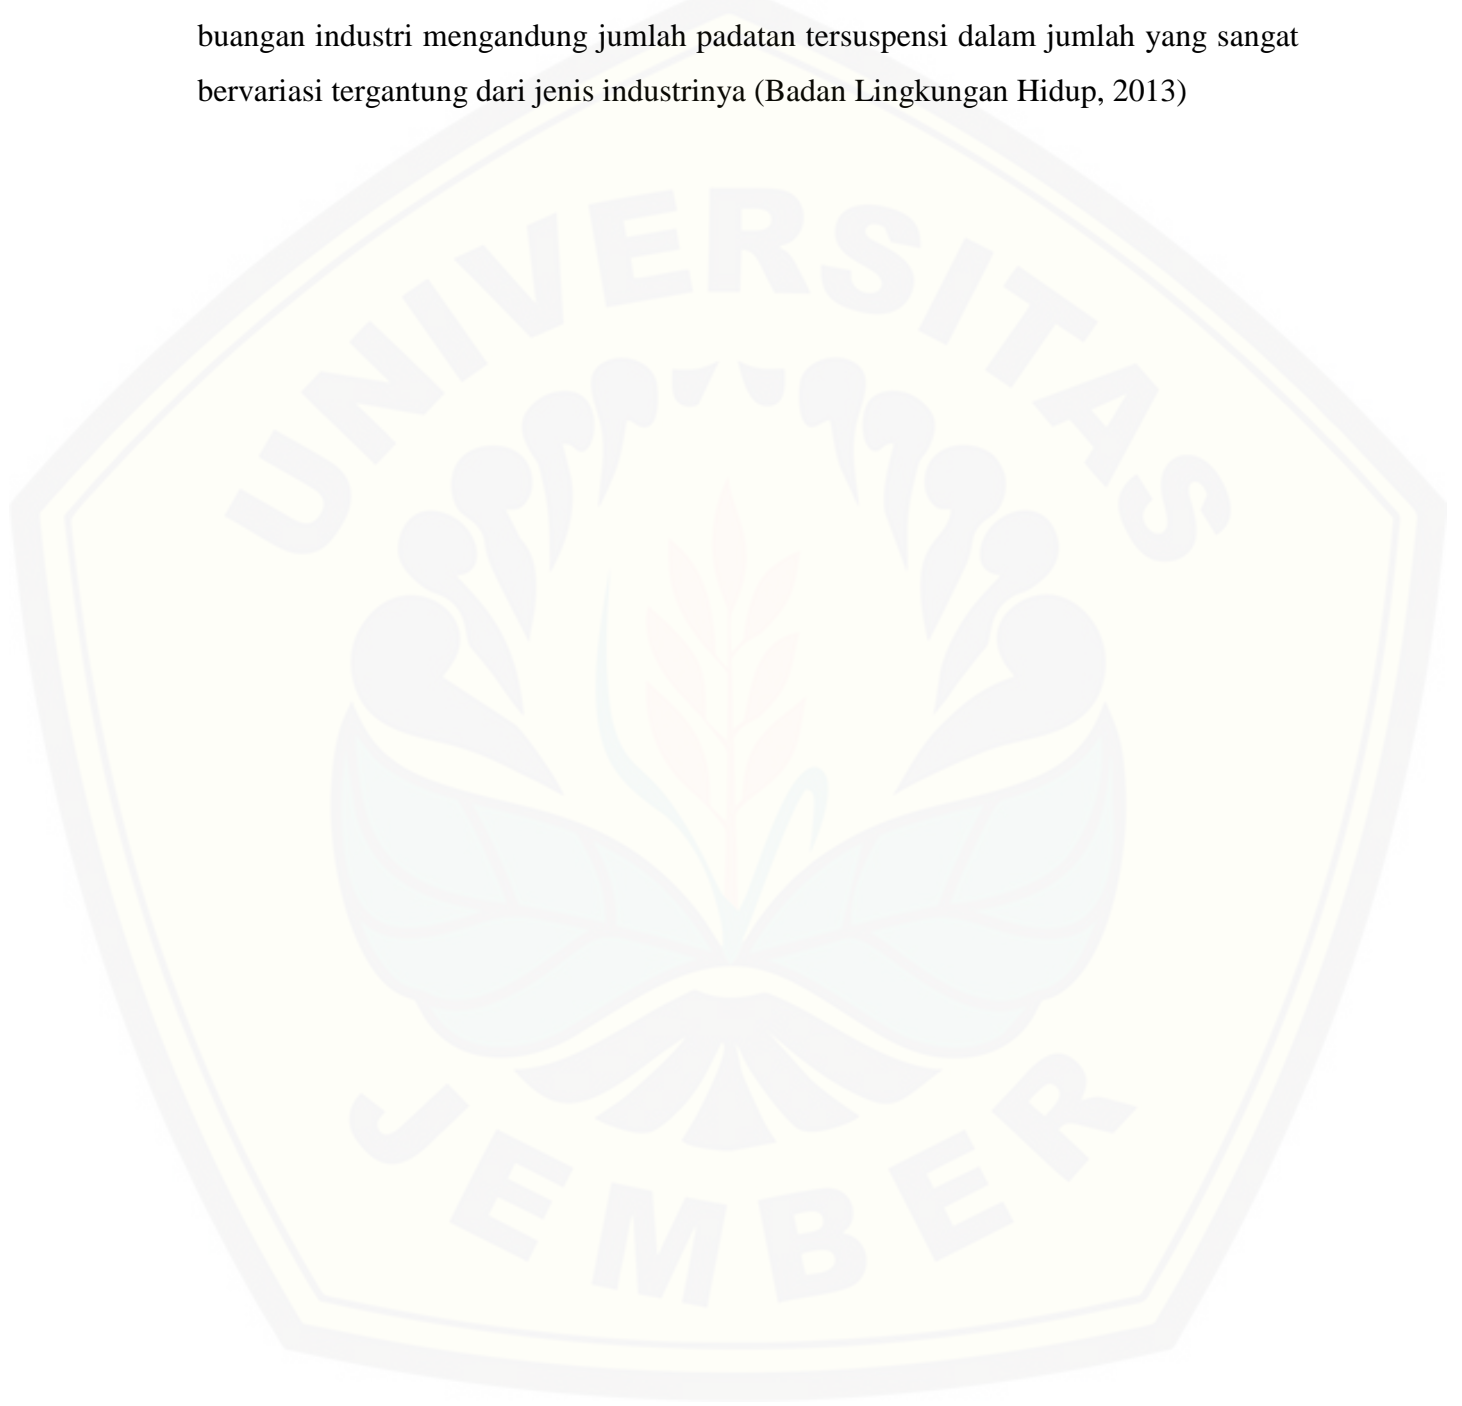 buangan industri mengandung jumlah padatan tersuspensi dalam jumlah yang sangat
bervariasi tergantung dari jenis industrinya (Badan Lingkungan Hidup, 2013)
UNIVERSITAS
JEMBER